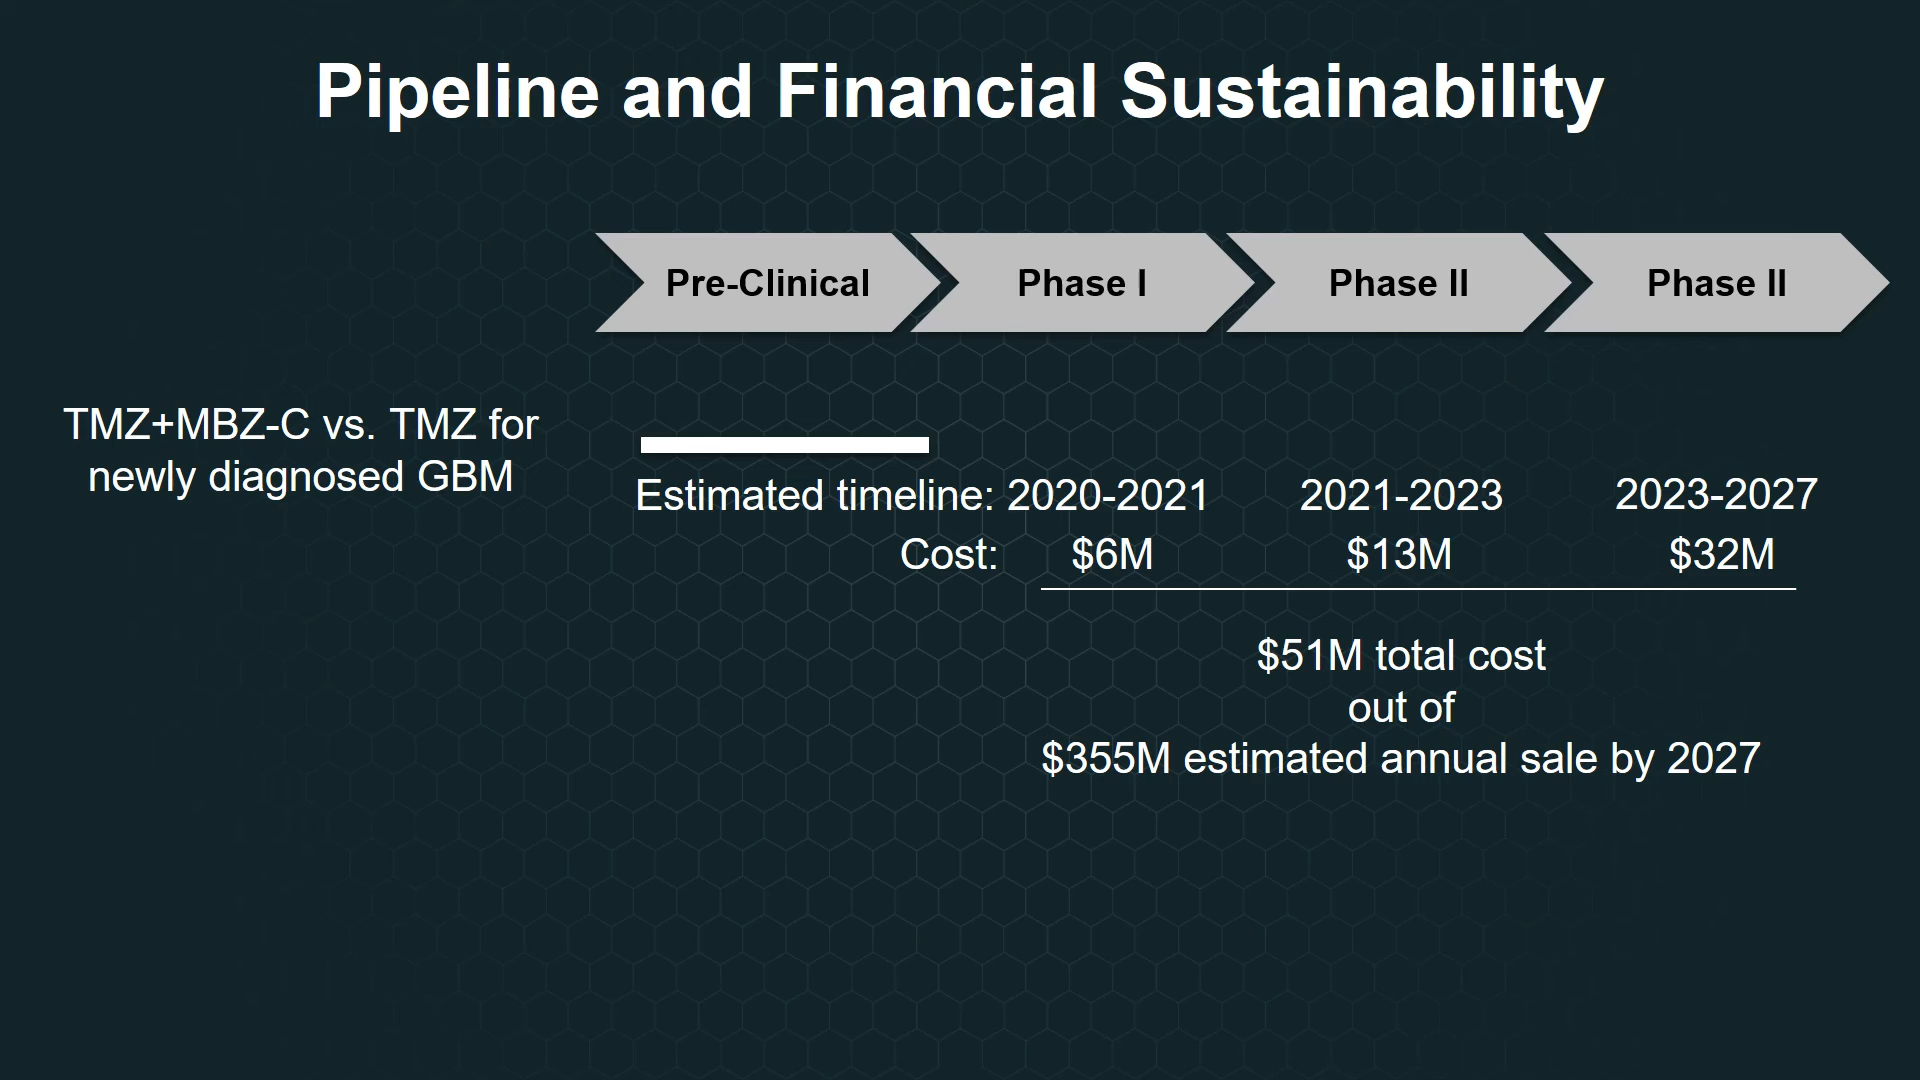 Pipeline and Financial Sustainability
Pre-Clinical
Phase I
Phase II
Phase II
TMZ+MBZ-C vs. TMZ for
newly diagnosed GBM
Estimated timeline: 2020-2021 2021-2023 2023-2027
Cost: $6M $13M $32M
$51M total cost
out of
$355M estimated annual sale by 2027